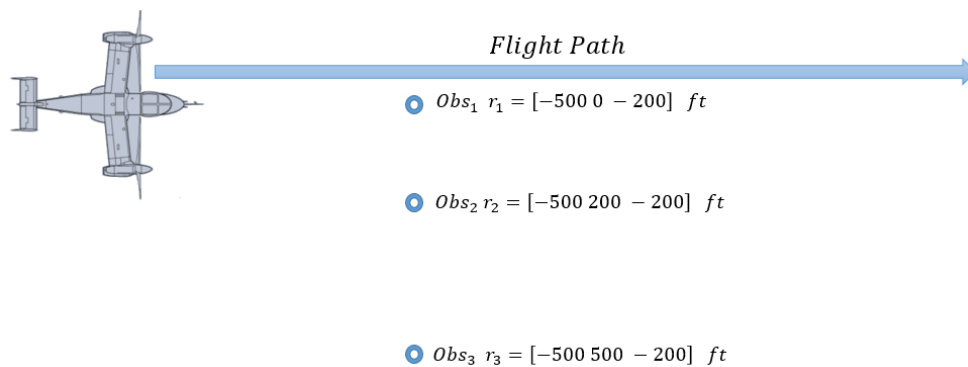 Flight Path
Obs₁ r₁ = [−500 0 − 200] ft
Obs₂ r₂ = [−500 200 − 200] ft
Obs₃ r₃ = [−500 500 − 200] ft